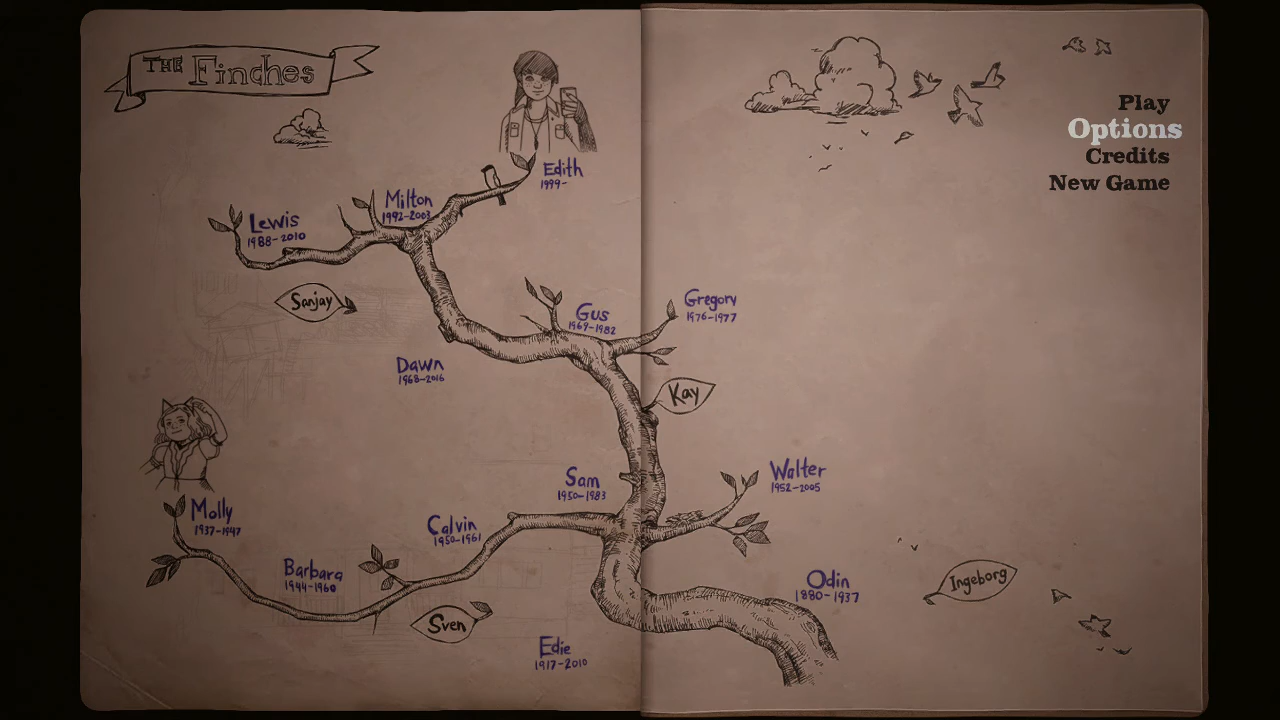 THE Finches
Play
Options
Credits
New Game
Edith
1999-
Milton
1992-2003
Lewis
1988-2010
Sanjay
Gus
1969-1982
Gregory
1976-1977
Dawn
1968-2016
Kay
Sam
1950-1983
Walter
1952-2005
Molly
1937-1947
Calvin
1950-1961
Barbara
1944-1960
Sven
Odin
1880-1937
Ingeborg
Edie
1917-2010